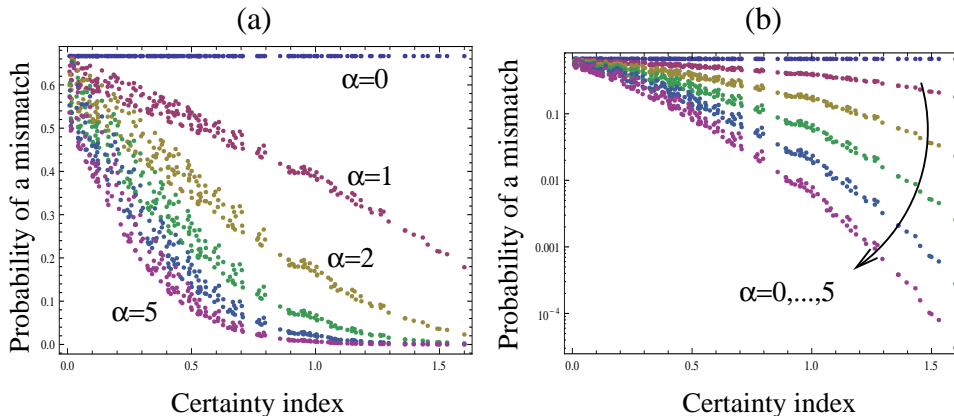 (a)
Probability of a mismatch
0.6
0.5
0.4
0.3
0.2
0.1
0.0
α=0
α=1
α=2
α=5
0.0 0.5 1.0 1.5
Certainty index
(b)
Probability of a mismatch
0.1
0.01
0.001
10⁻⁴
α=0,...,5
0.0 0.5 1.0 1.5
Certainty index